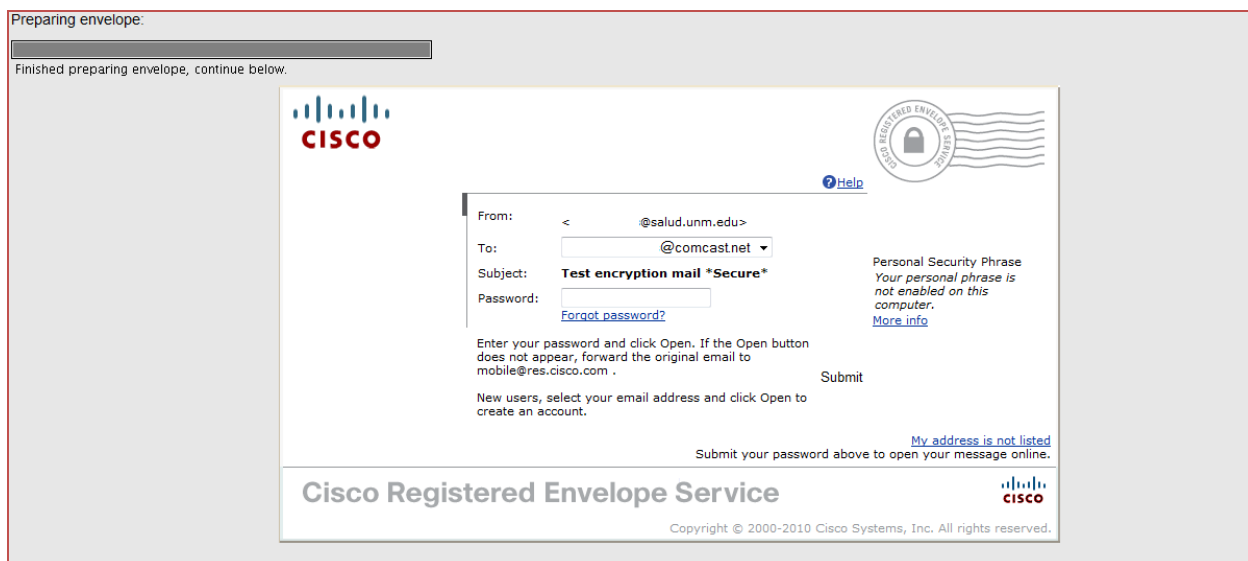 Preparing envelope:
Finished preparing envelope, continue below.
CISCO
CISCO REGISTERED ENVELOPE SERVICE
Help
From: < @salud.unm.edu>
To: @comcast.net
Subject: Test encryption mail *Secure*
Password:
Forgot password?
Personal Security Phrase
Your personal phrase is
not enabled on this
computer.
More info
Enter your password and click Open. If the Open button
does not appear, forward the original email to
mobile@res.cisco.com .
Submit
New users, select your email address and click Open to
create an account.
My address is not listed
Submit your password above to open your message online.
Cisco Registered Envelope Service
CISCO
Copyright © 2000-2010 Cisco Systems, Inc. All rights reserved.